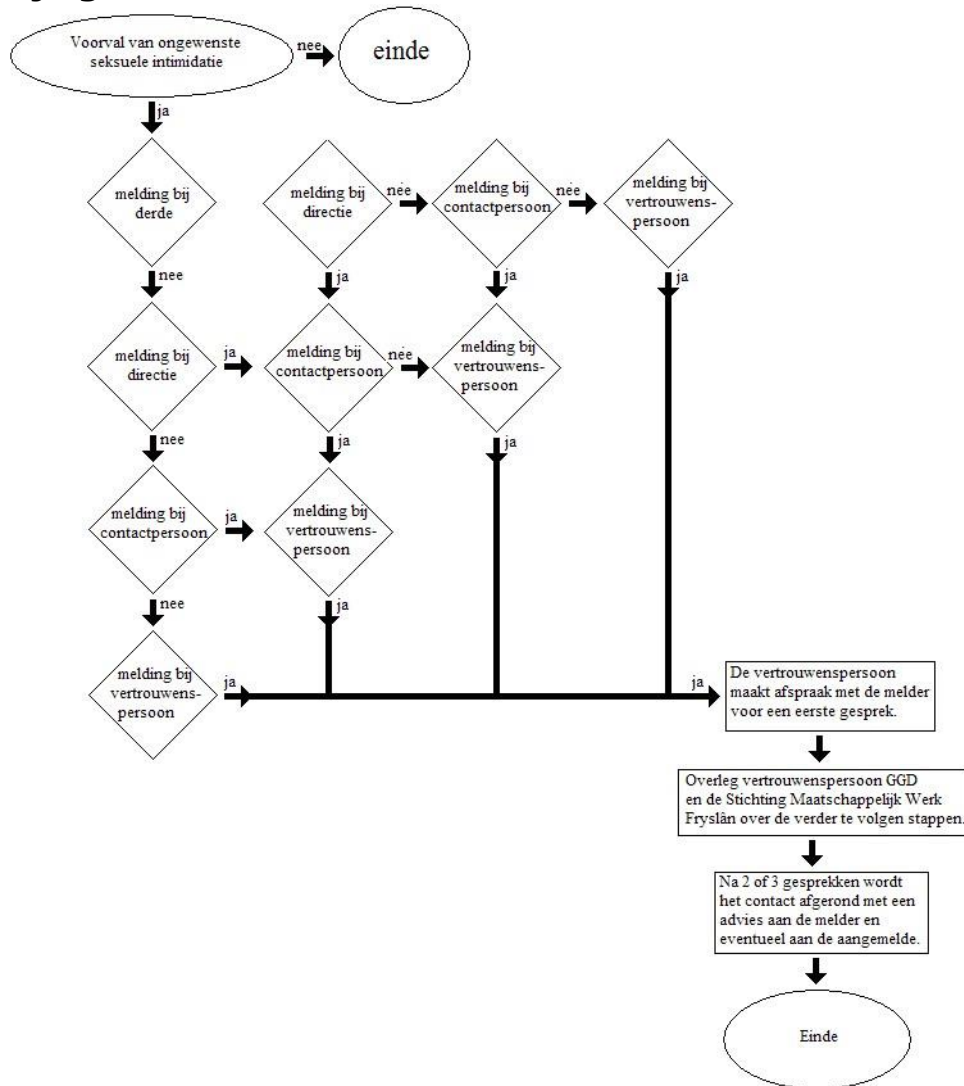 Voorval van ongewenste
seksuele intimidatie
nee
einde
ja
melding bij
derde
melding bij
directie
nee
melding bij
contactpersoon
nee
melding bij
vertrouwens-
persoon
nee
ja
ja
ja
melding bij
directie
ja
melding bij
contactpersoon
nee
melding bij
vertrouwens-
persoon
nee
ja
ja
melding bij
contactpersoon
ja
melding bij
vertrouwens-
persoon
nee
ja
melding bij
vertrouwens-
persoon
ja
ja
De vertrouwenspersoon
maakt afspraak met de melder
voor een eerste gesprek.
Overleg vertrouwenspersoon GGD
en de Stichting Maatschappelijk Werk
Fryslân over de verder te volgen stappen.
Na 2 of 3 gesprekken wordt
het contact afgerond met een
advies aan de melder en
eventueel aan de aangemelde.
Einde